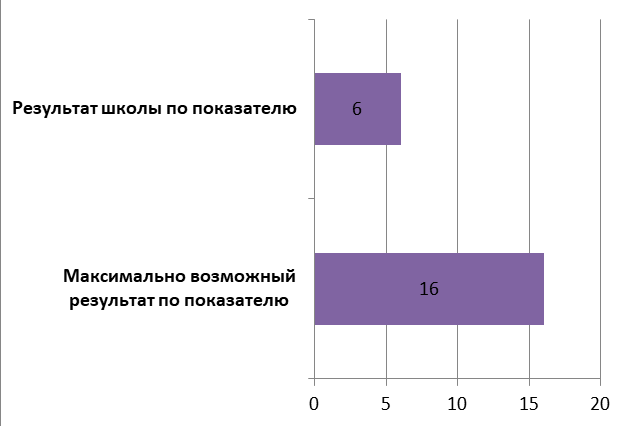 Результат школы по показателю
6
Максимально возможный
результат по показателю
16
0 5 10 15 20